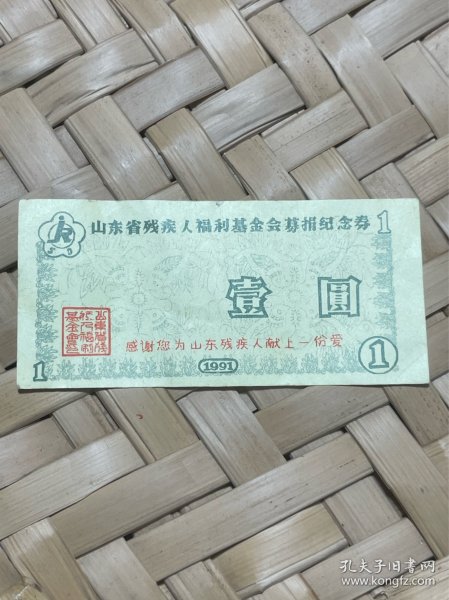 山东省残疾人福利基金会募捐纪念券
1
壹圆
感谢您为山东残疾人献上一份爱
1
1991
1
孔夫子旧书网
www.kongfz.com